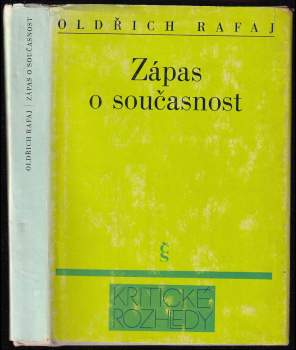 OLDŘICH RAFAJ
Zápas
o současnost
KRITICKÉ
ROZHLEDY
OLDŘICH RAFAJ | ZÁPAS O SOUČASNOST